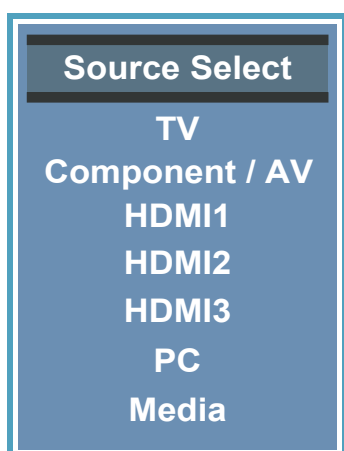 Source Select
TV
Component / AV
HDMI1
HDMI2
HDMI3
PC
Media